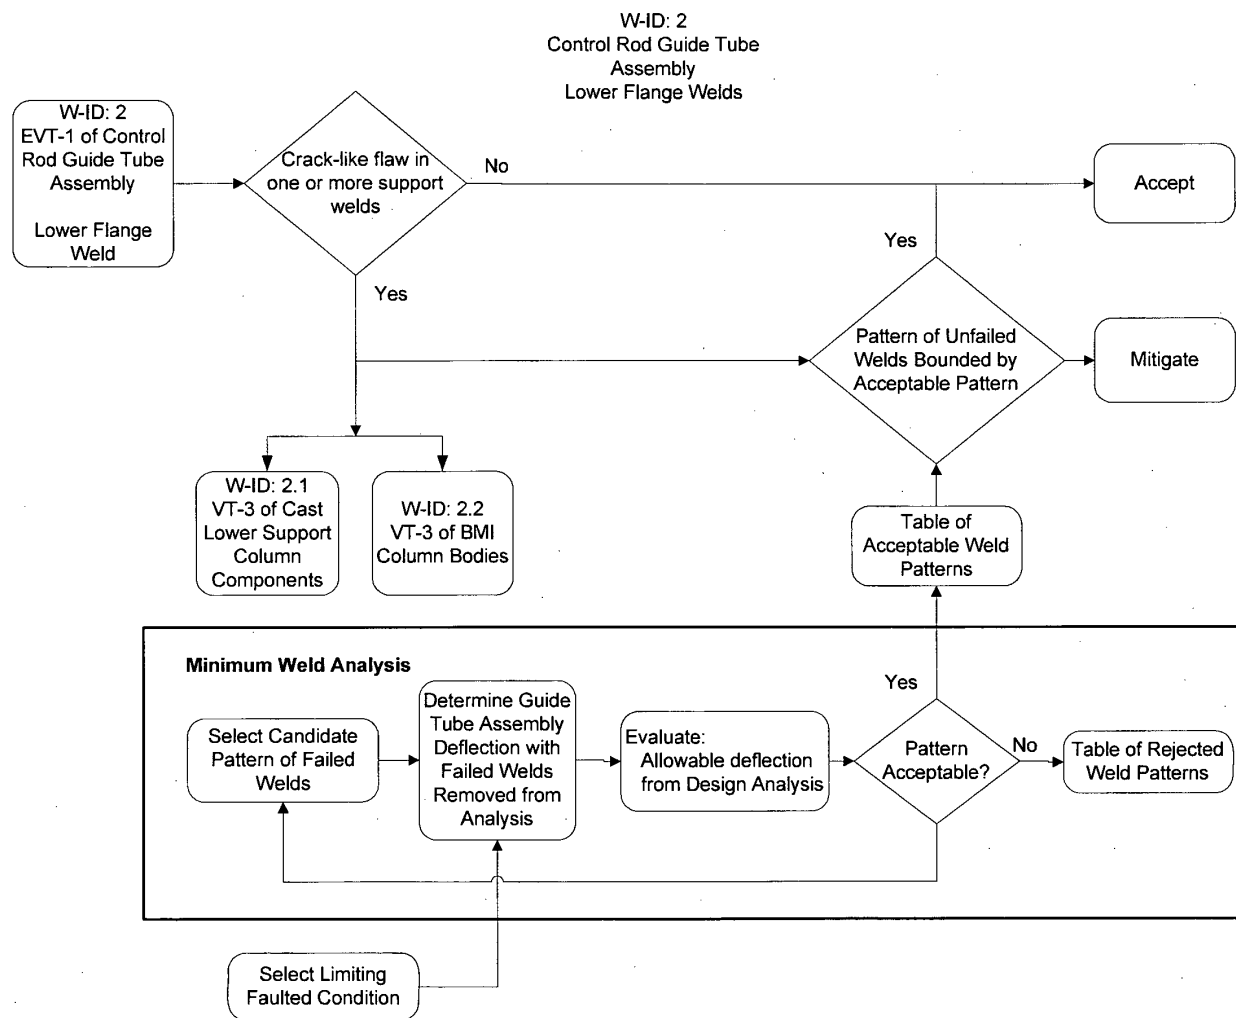 W-ID: 2
Control Rod Guide Tube
Assembly
Lower Flange Welds
W-ID: 2
EVT-1 of Control
Rod Guide Tube
Assembly
Lower Flange
Weld
Crack-like flaw in
one or more support
welds
No
Accept
Yes
Yes
Pattern of Unfailed
Welds Bounded by
Acceptable Pattern
Mitigate
W-ID: 2.1
VT-3 of Cast
Lower Support
Column
Components
W-ID: 2.2
VT-3 of BMI
Column Bodies
Table of
Acceptable Weld
Patterns
Minimum Weld Analysis
Select Candidate
Pattern of Failed
Welds
Determine Guide
Tube Assembly
Deflection with
Failed Welds
Removed from
Analysis
Evaluate:
Allowable deflection
from Design Analysis
Yes
Pattern
Acceptable?
No
Table of Rejected
Weld Patterns
Select Limiting
Faulted Condition